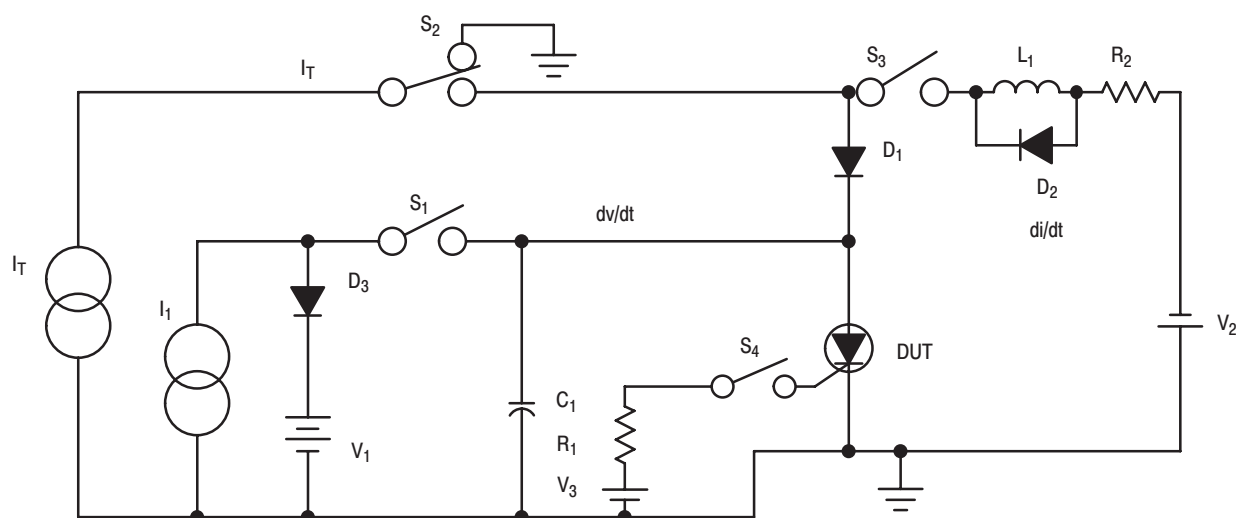 S2
IT
S3
L1
R2
D1
D2
di/dt
S1
dv/dt
IT
I1
D3
V2
S4
DUT
C1
R1
V1
V3